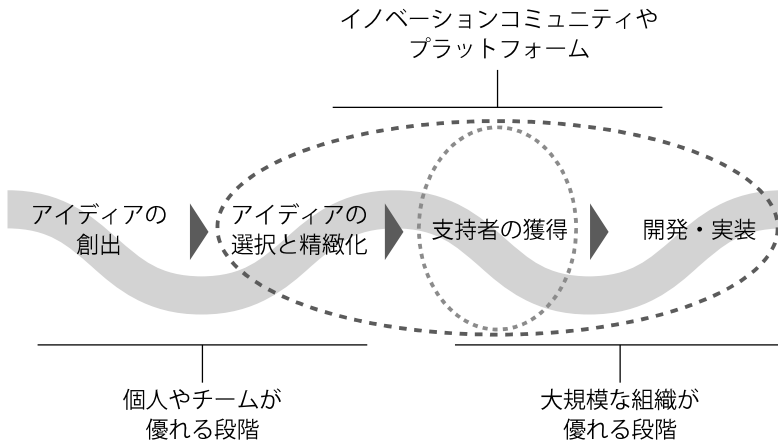 イノベーションコミュニティや
プラットフォーム
アイディアの
創出
アイディアの
選択と精緻化
支持者の獲得
開発・実装
個人やチームが
優れる段階
大規模な組織が
優れる段階